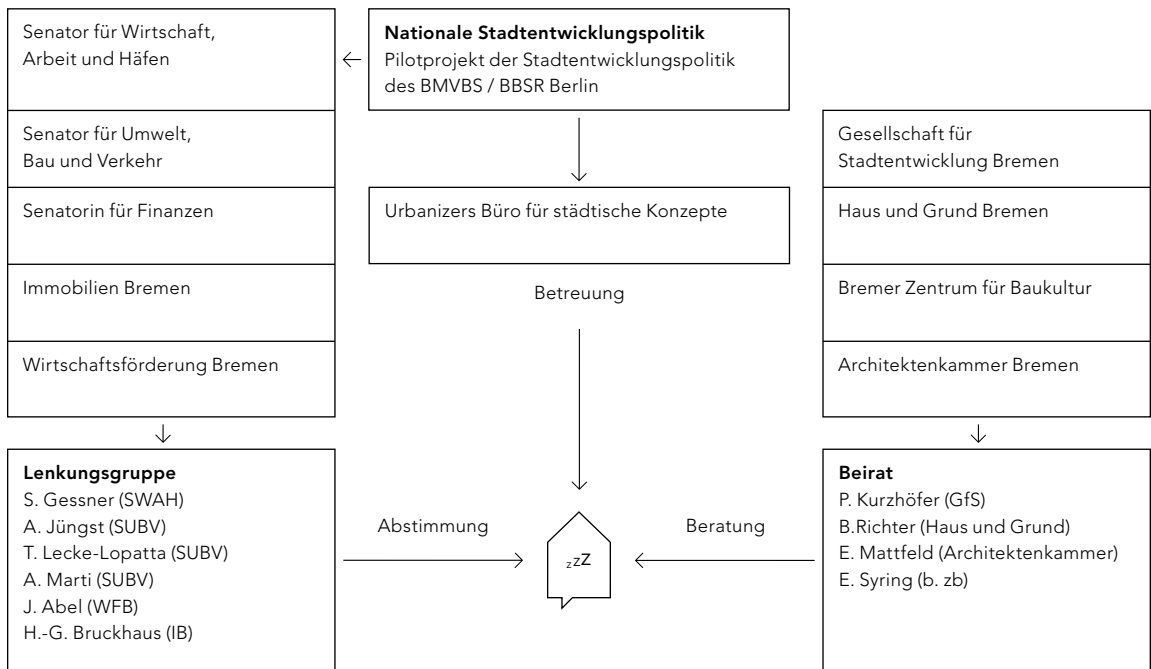 Senator für Wirtschaft,
Arbeit und Häfen
Senator für Umwelt,
Bau und Verkehr
Senatorin für Finanzen
Immobilien Bremen
Wirtschaftsförderung Bremen
Lenkungsgruppe
S. Gessner (SWAH)
A. Jüngst (SUBV)
T. Lecke-Lopatta (SUBV)
A. Marti (SUBV)
J. Abel (WFB)
H.-G. Bruckhaus (IB)
Nationale Stadtentwicklungspolitik
Pilotprojekt der Stadtentwicklungspolitik
des BMVBS / BBSR Berlin
Urbanizers Büro für städtische Konzepte
Betreuung
Abstimmung
zzZ
Beratung
Gesellschaft für
Stadtentwicklung Bremen
Haus und Grund Bremen
Bremer Zentrum für Baukultur
Architektenkammer Bremen
Beirat
P. Kurzhöfer (GfS)
B.Richter (Haus und Grund)
E. Mattfeld (Architektenkammer)
E. Syring (b. zb)